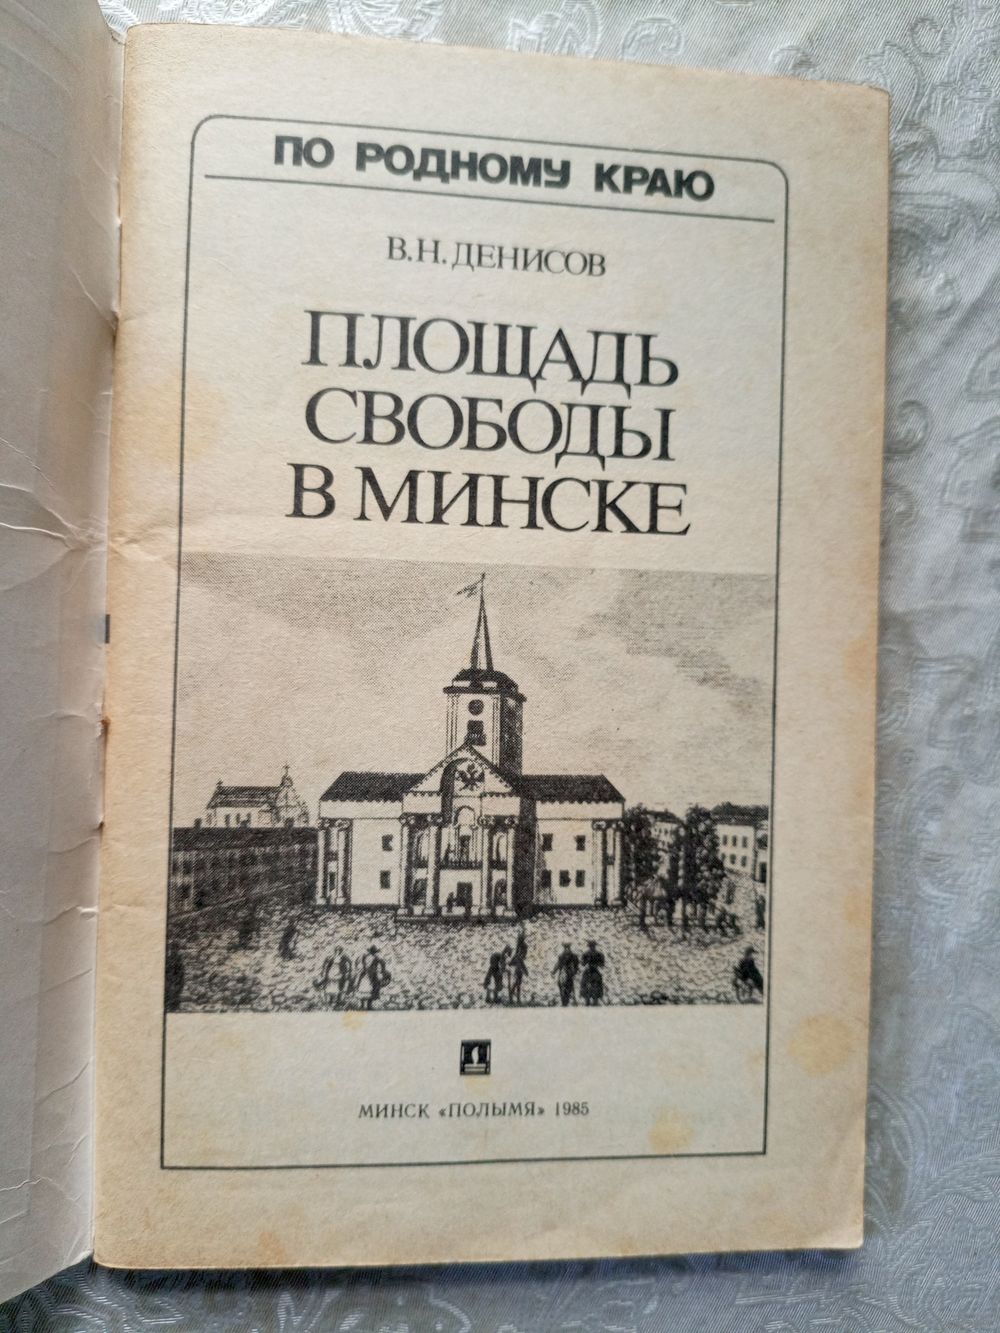 ПО РОДНОМУ КРАЮ
В. Н. ДЕНИСОВ
ПЛОЩАДЬ
СВОБОДЫ
В МИНСКЕ
МИНСК «ПОЛЫМЯ» 1985